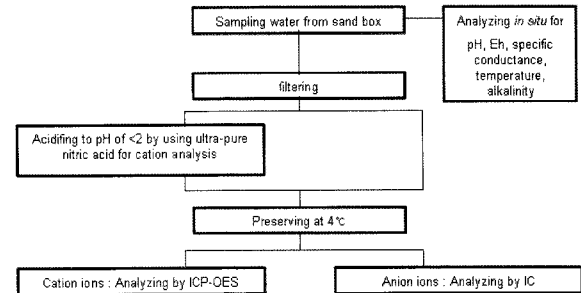 Sampling water from sand box
Analyzing in situ for
pH, Eh, specific
conductance,
temperature,
alkalinity
filtering
Acidifing to pH of <2 by using ultra-pure
nitric acid for cation analysis
Preserving at 4℃
Cation ions : Analyzing by ICP-OES
Anion ions : Analyzing by IC